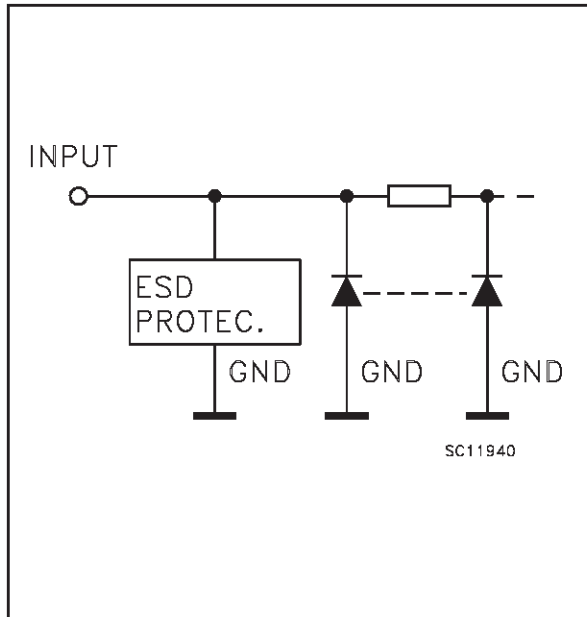 INPUT
ESD
PROTEC.
GND
GND
GND
SC11940